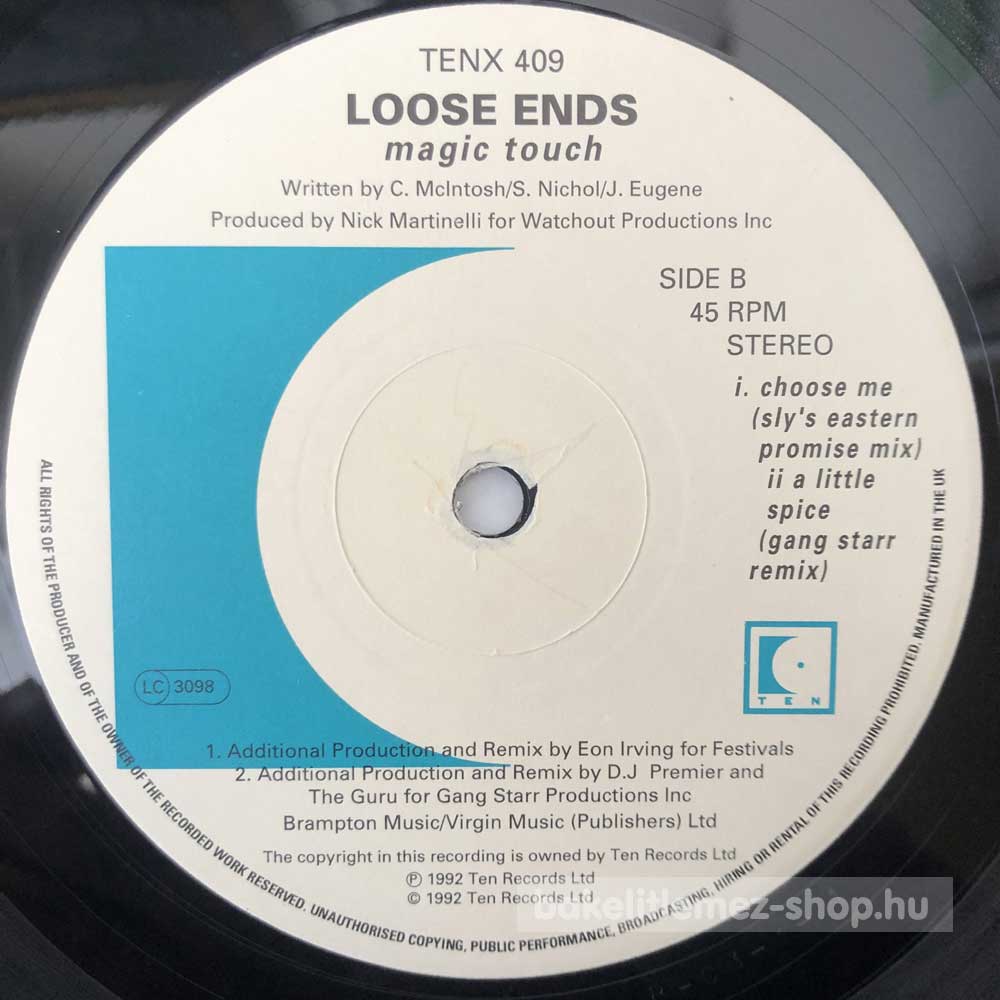 TENX 409
LOOSE ENDS
magic touch
Written by C. McIntosh/S. Nichol/J. Eugene
Produced by Nick Martinelli for Watchout Productions Inc
SIDE B
45 RPM
STEREO
i. choose me
(sly's eastern
promise mix)
ii a little
spice
(gang starr
remix)
TEN
LC 3098
1. Additional Production and Remix by Eon Irving for Festivals
2. Additional Production and Remix by D.J Premier and
The Guru for Gang Starr Productions Inc
Brampton Music/Virgin Music (Publishers) Ltd
The copyright in this recording is owned by Ten Records Ltd
℗ 1992 Ten Records Ltd
© 1992 Ten Records Ltd
ALL RIGHTS OF THE PRODUCER AND OF THE OWNER OF THE RECORDED WORK RESERVED. UNAUTHORISED COPYING, PUBLIC PERFORMANCE, BROADCASTING, HIRING OR RENTAL OF THIS RECORDING PROHIBITED. MANUFACTURED IN THE UK
bakelitlemez-shop.hu